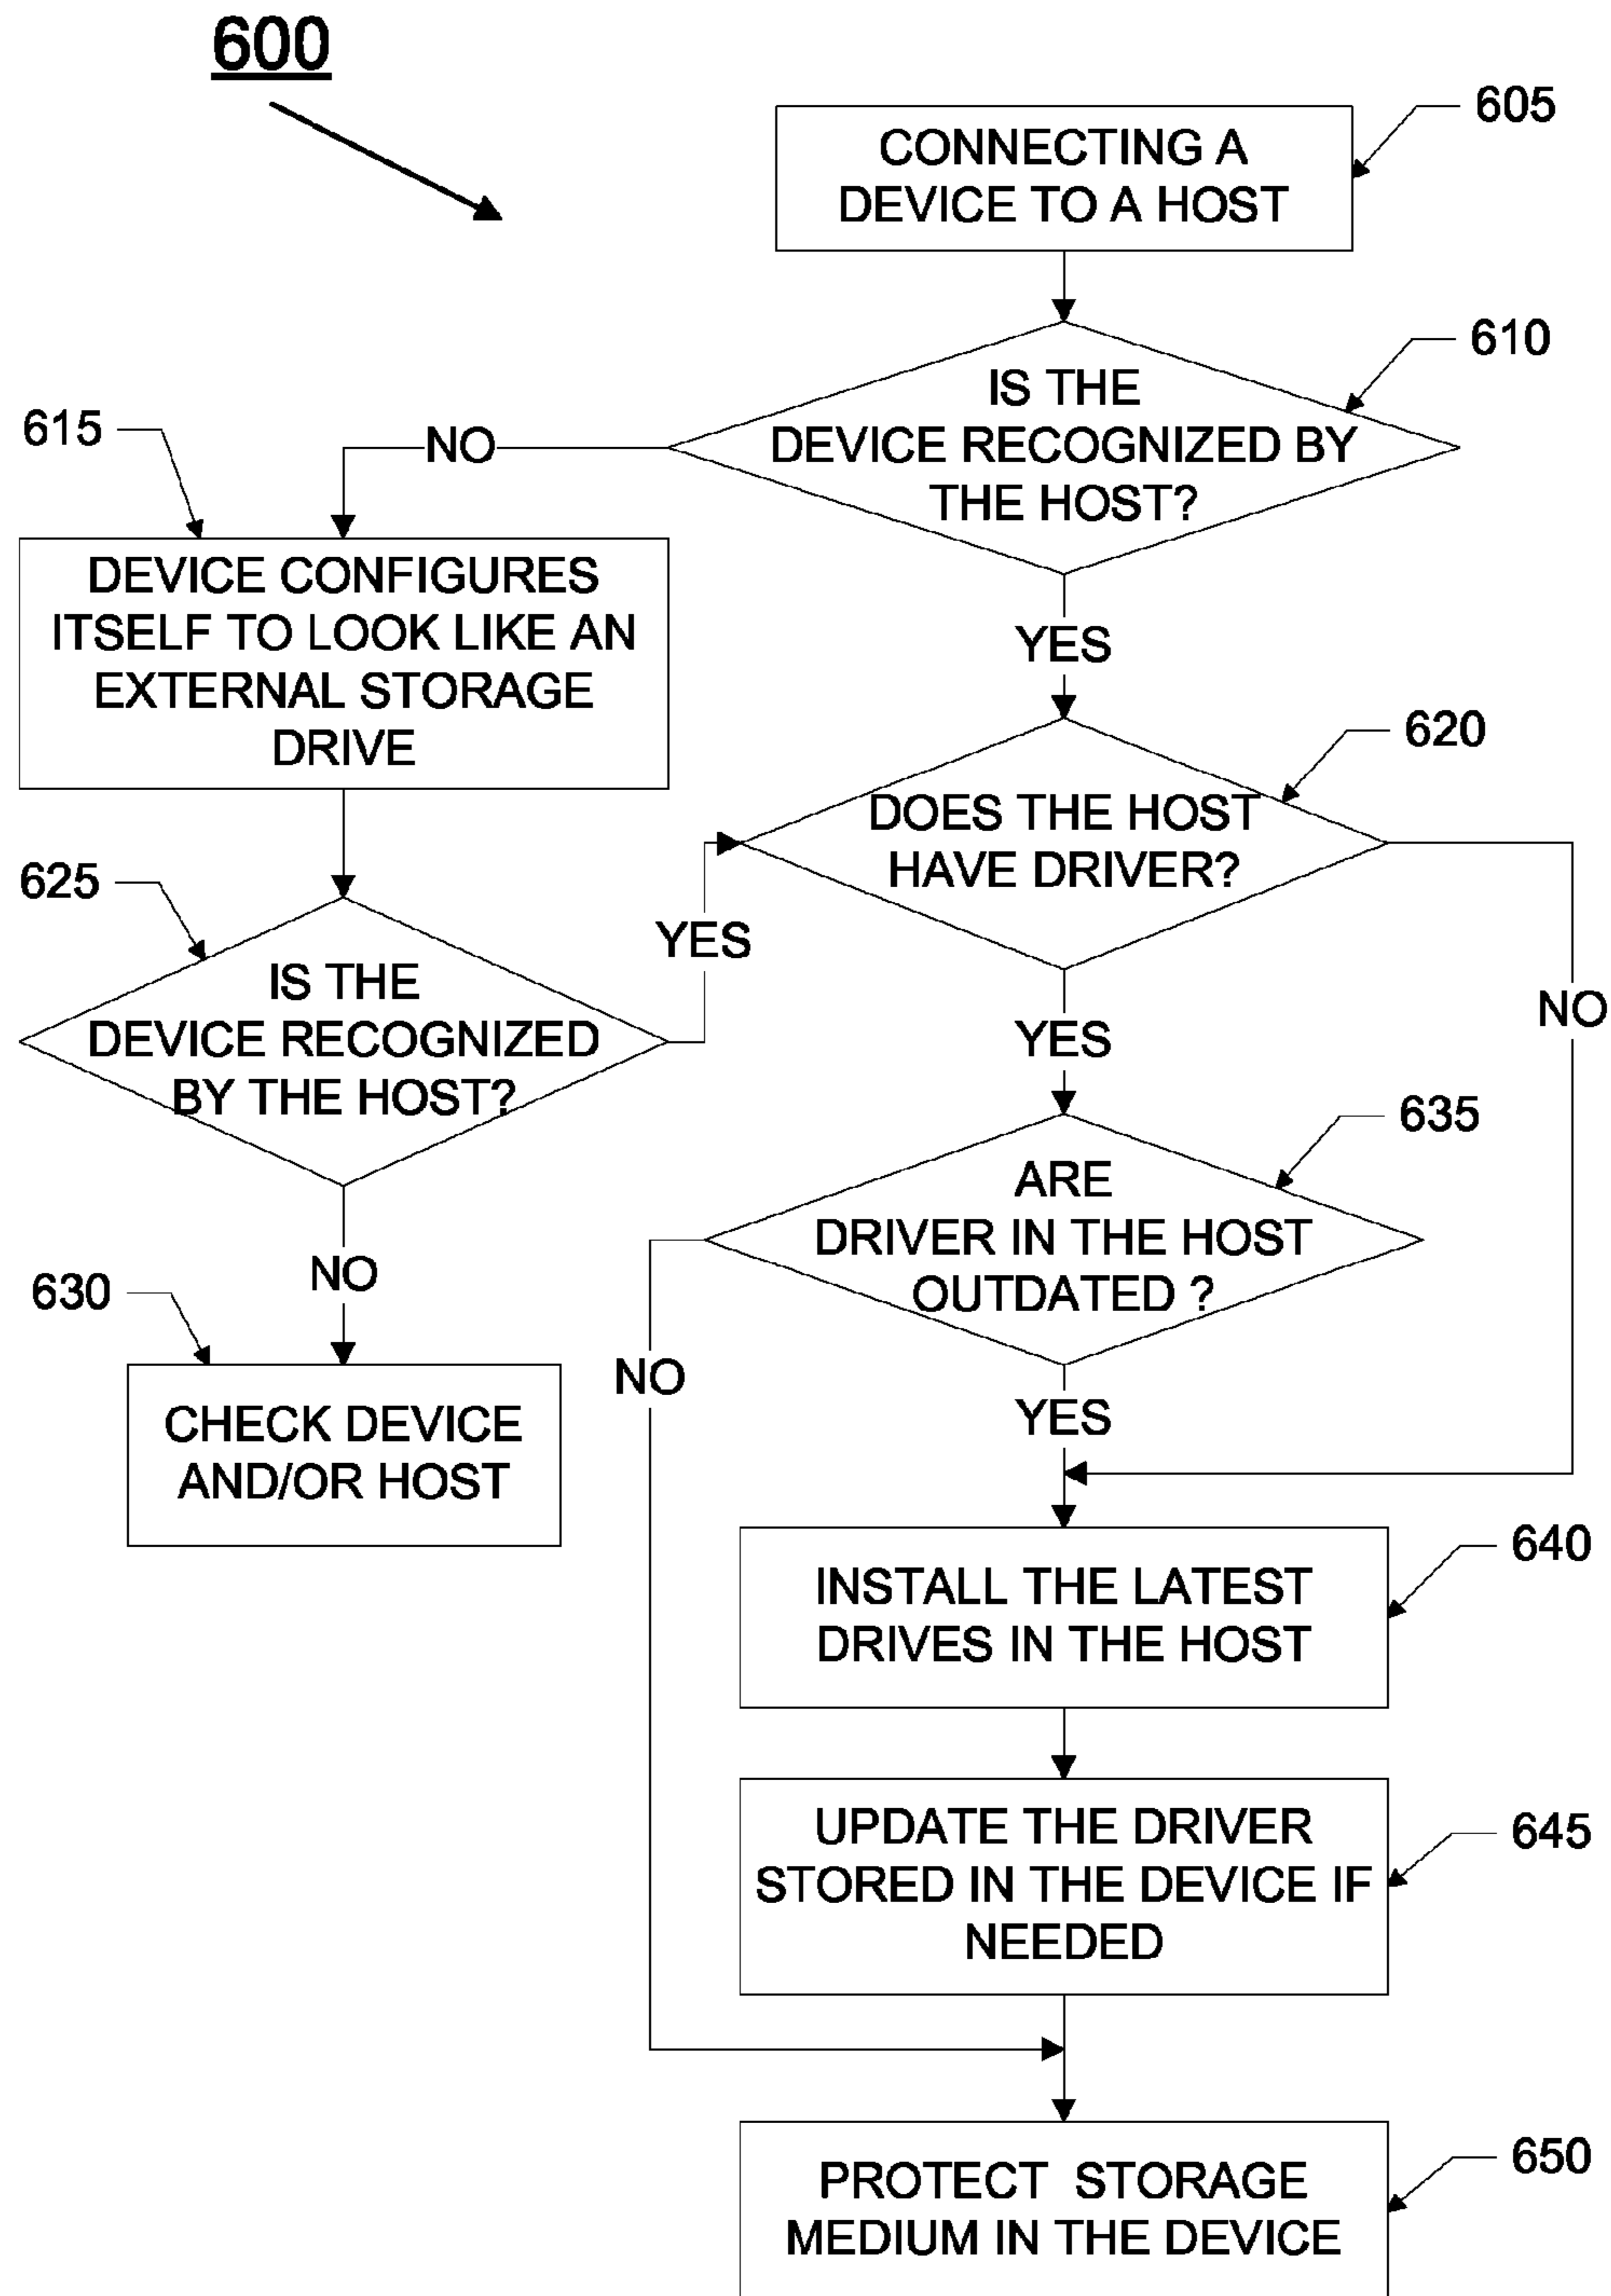 600
605
CONNECTING A
DEVICE TO A HOST
610
IS THE
DEVICE RECOGNIZED BY
THE HOST?
NO
YES
615
DEVICE CONFIGURES
ITSELF TO LOOK LIKE AN
EXTERNAL STORAGE
DRIVE
620
DOES THE HOST
HAVE DRIVER?
625
IS THE
DEVICE RECOGNIZED
BY THE HOST?
YES
YES
NO
NO
630
CHECK DEVICE
AND/OR HOST
635
ARE
DRIVER IN THE HOST
OUTDATED ?
NO
YES
640
INSTALL THE LATEST
DRIVES IN THE HOST
645
UPDATE THE DRIVER
STORED IN THE DEVICE IF
NEEDED
650
PROTECT STORAGE
MEDIUM IN THE DEVICE